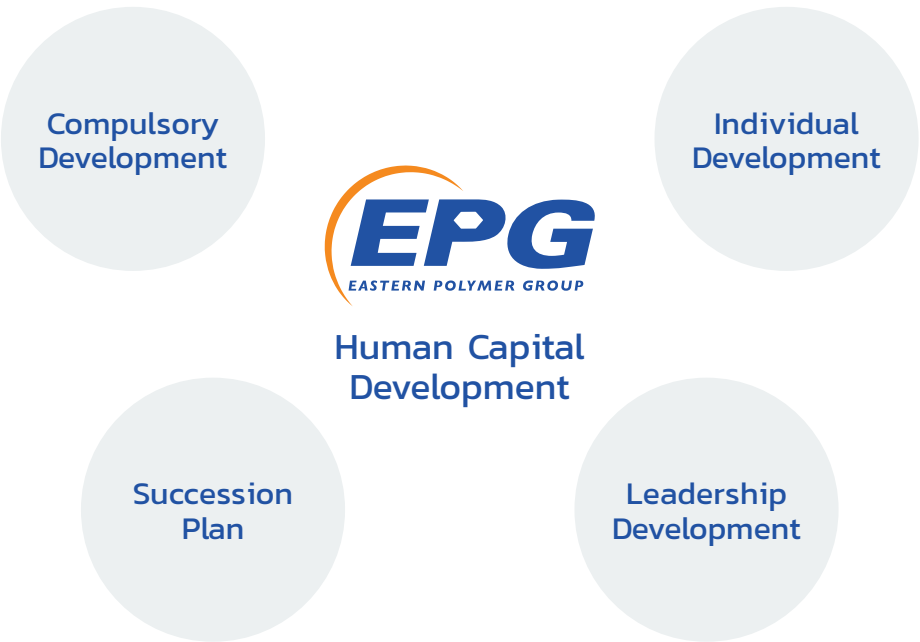 Compulsory
Development
Individual
Development
EPG
EASTERN POLYMER GROUP
Human Capital
Development
Succession
Plan
Leadership
Development